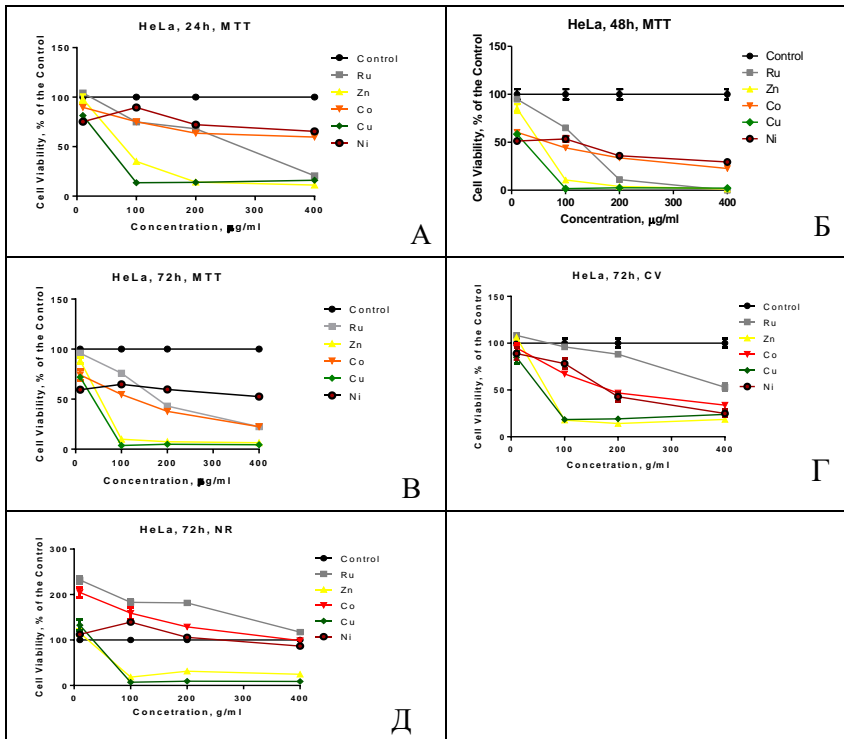 HeLa, 24h, MTT
Cell Viability, % of the Control
150
100
50
0
0 100 200 300 400
Concentration, μg/ml
Control
Ru
Zn
Co
Cu
Ni
А
HeLa, 48h, MTT
Cell Viability, % of the Control
150
100
50
0
0 100 200 300 400
Concentration, μg/ml
Control
Ru
Zn
Co
Cu
Ni
Б
HeLa, 72h, MTT
Cell Viability, % of the Control
150
100
50
0
0 100 200 300 400
Concentration, μg/ml
Control
Ru
Zn
Co
Cu
Ni
В
HeLa, 72h, CV
Cell Viability, % of the Control
150
100
50
0
0 100 200 300 400
Concetration, g/ml
Control
Ru
Zn
Co
Cu
Ni
Г
HeLa, 72h, NR
Cell Viability, % of the Control
300
200
100
0
0 100 200 300 400
Concetration, g/ml
Control
Ru
Zn
Co
Cu
Ni
Д